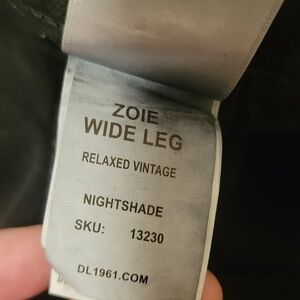 ZOIE
WIDE LEG
RELAXED VINTAGE
NIGHTSHADE
SKU: 13230
DL1961.COM